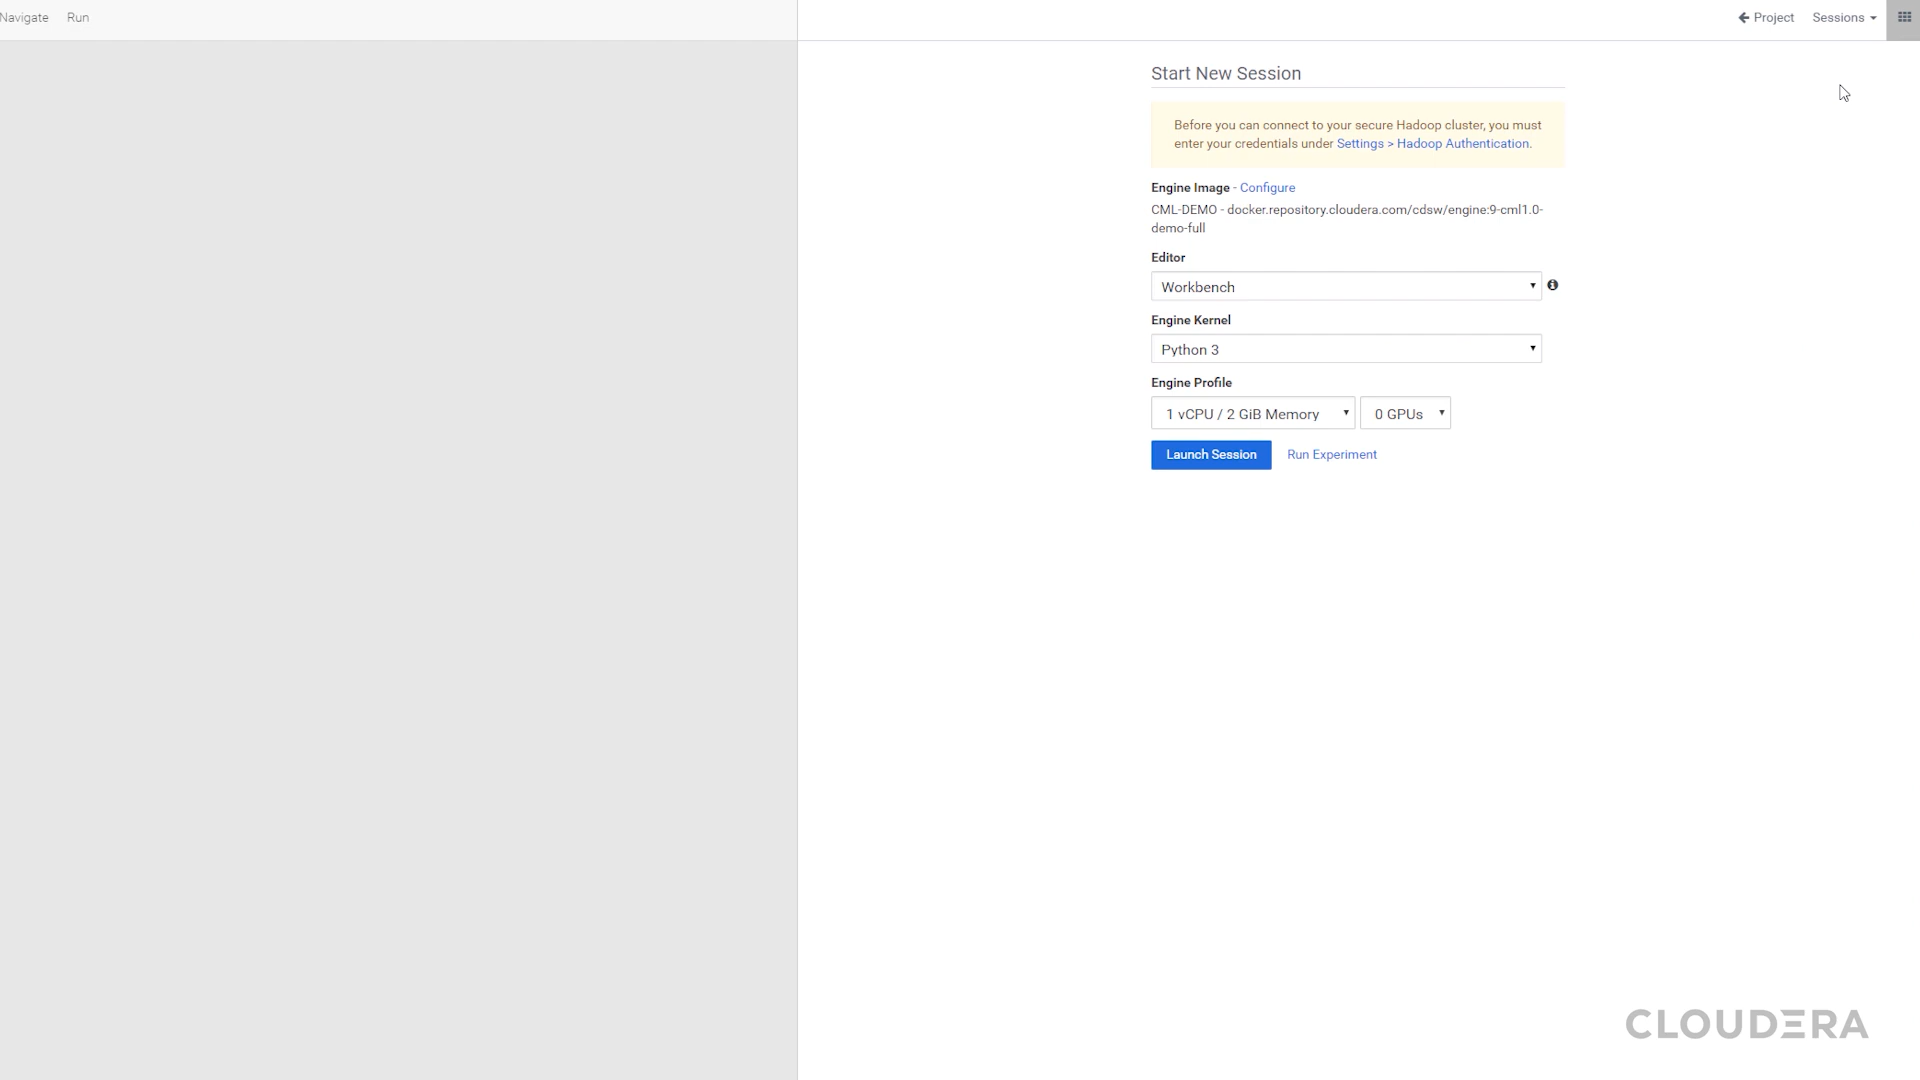 Navigate Run
Project Sessions
Start New Session
Before you can connect to your secure Hadoop cluster, you must
enter your credentials under Settings > Hadoop Authentication.
Engine Image - Configure
CML-DEMO - docker.repository.cloudera.com/cdsw/engine:9-cml1.0-
demo-full
Editor
Workbench
Engine Kernel
Python 3
Engine Profile
1 vCPU / 2 GiB Memory 0 GPUs
Launch Session Run Experiment
CLOUDERA